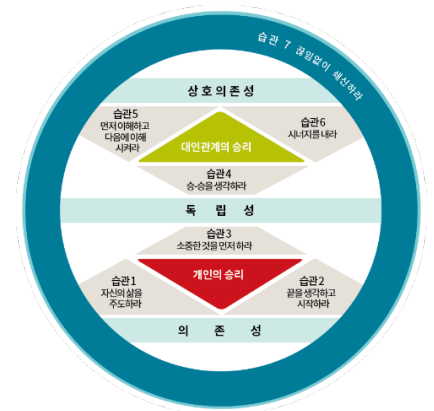 습관 7 끊임없이 쇄신하라
상호의존성
습관5
먼저이해하고
다음에이해
시켜라
습관6
시너지를내라
대인관계의 승리
습관4
승-승을생각하라
독 립 성
습관3
소중한것을먼저하라
개인의 승리
습관1
자신의삶을
주도하라
습관2
끝을생각하고
시작하라
의 존 성